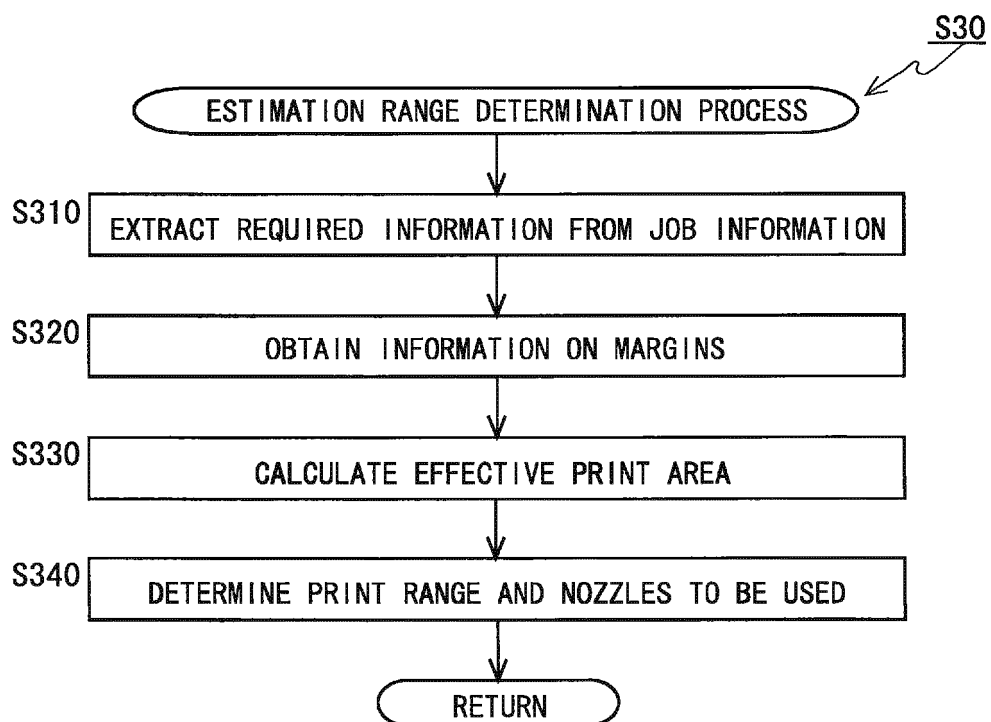 S30
ESTIMATION RANGE DETERMINATION PROCESS
S310
EXTRACT REQUIRED INFORMATION FROM JOB INFORMATION
S320
OBTAIN INFORMATION ON MARGINS
S330
CALCULATE EFFECTIVE PRINT AREA
S340
DETERMINE PRINT RANGE AND NOZZLES TO BE USED
RETURN